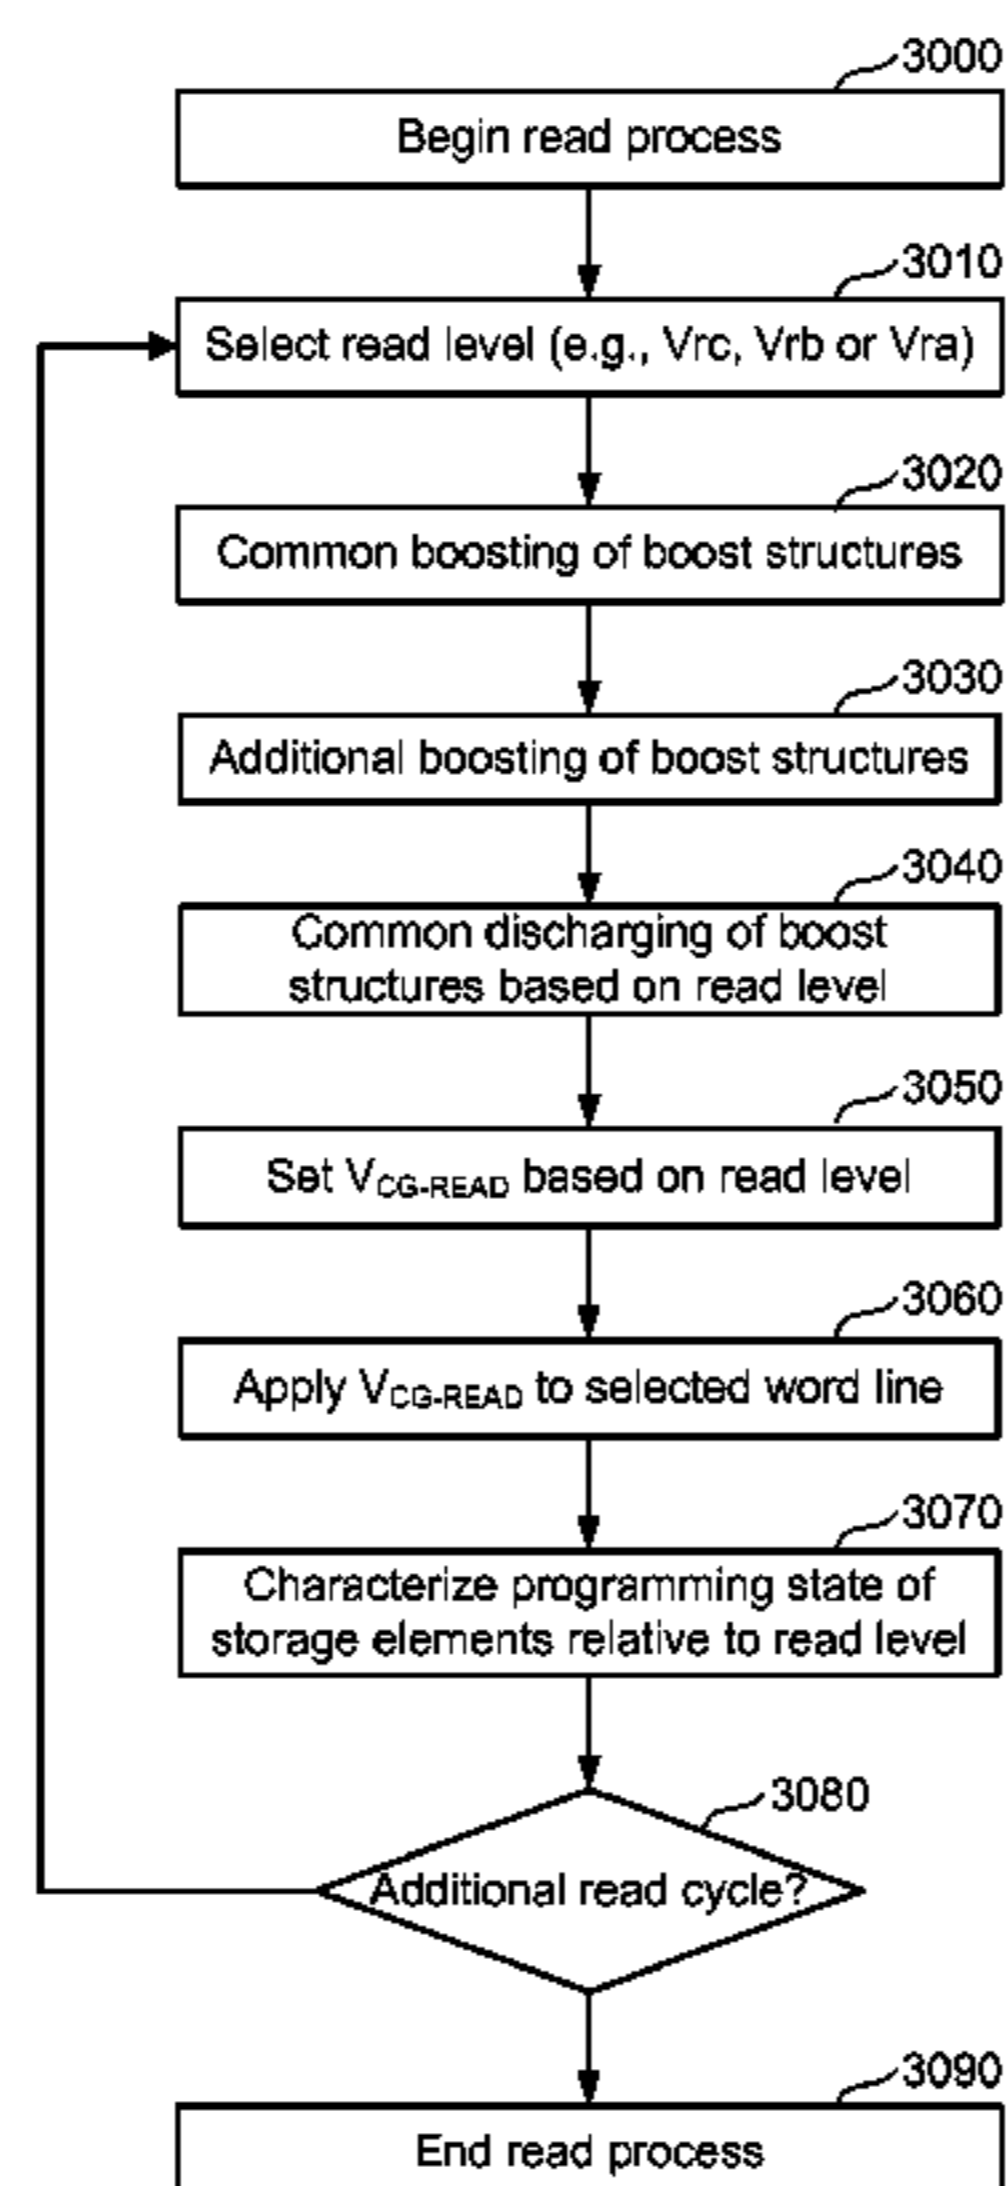 3000
Begin read process
3010
Select read level (e.g., Vrc, Vrb or Vra)
3020
Common boosting of boost structures
3030
Additional boosting of boost structures
3040
Common discharging of boost
structures based on read level
3050
Set VCG-READ based on read level
3060
Apply VCG-READ to selected word line
3070
Characterize programming state of
storage elements relative to read level
3080
Additional read cycle?
3090
End read process